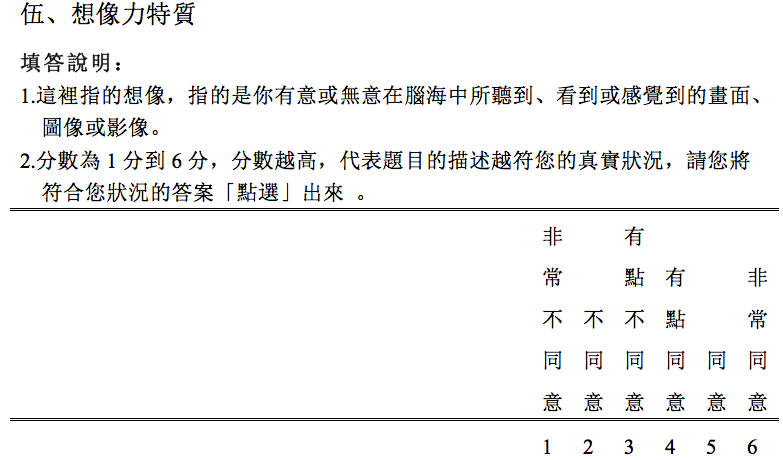 伍、想像力特質
填答說明：
1.這裡指的想像，指的是你有意或無意在腦海中所聽到、看到或感覺到的畫面、
圖像或影像。
2.分數為 1 分到 6 分，分數越高，代表題目的描述越符您的真實狀況，請您將
符合您狀況的答案「點選」出來 。
非常不同意
不同意
有點不同意
有點同意
同意
非常同意
1 2 3 4 5 6